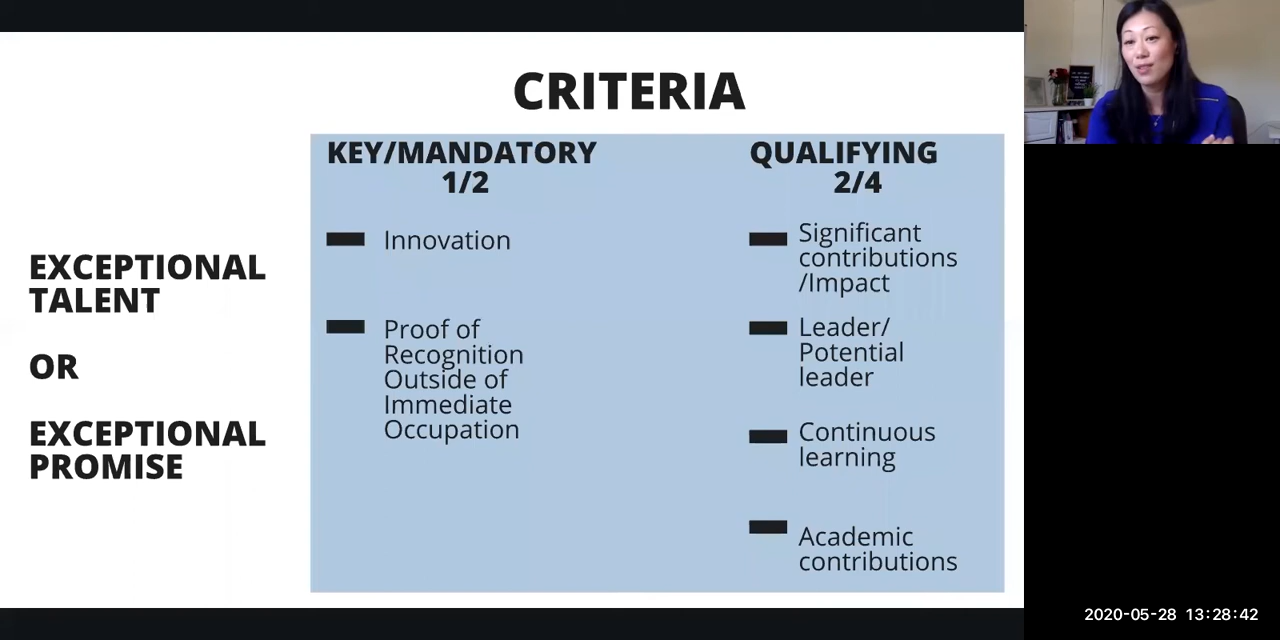 CRITERIA
EXCEPTIONAL
TALENT
OR
EXCEPTIONAL
PROMISE
KEY/MANDATORY
1/2
Innovation
Proof of
Recognition
Outside of
Immediate
Occupation
QUALIFYING
2/4
Significant
contributions
/Impact
Leader/
Potential
leader
Continuous
learning
Academic
contributions
2020-05-28 13:28:42